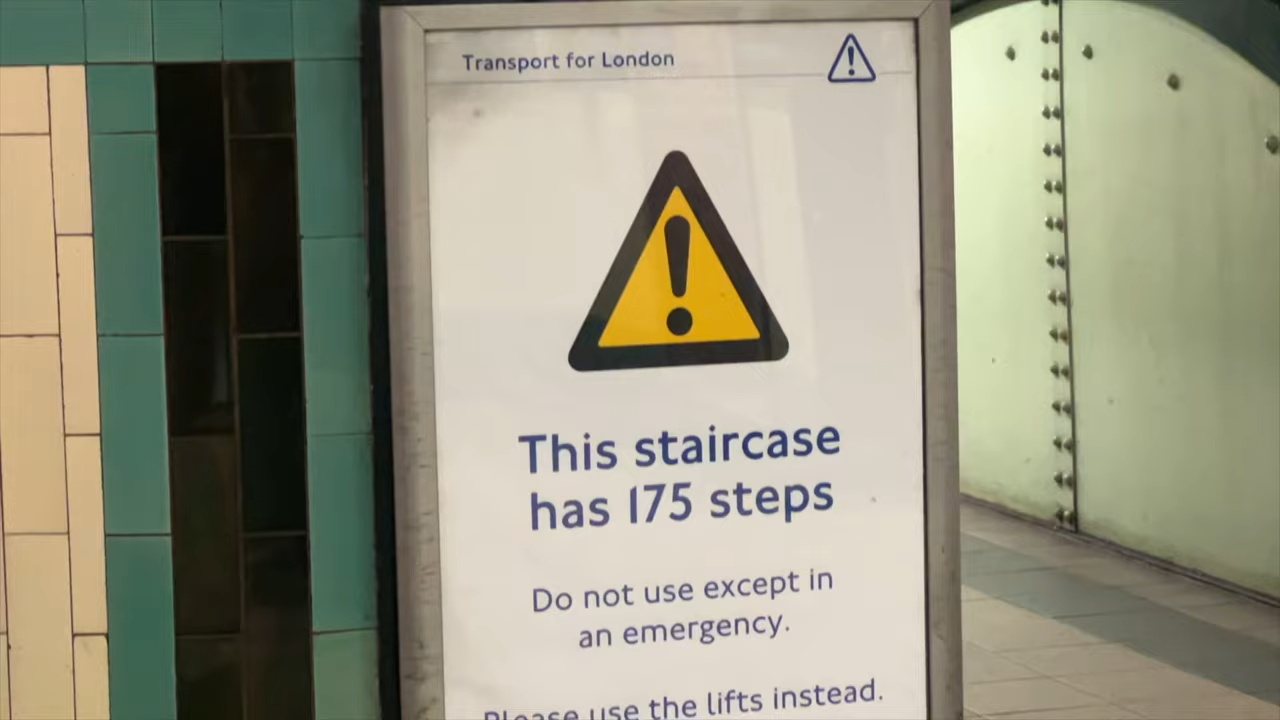 Transport for London
This staircase
has 175 steps
Do not use except in
an emergency.
Please use the lifts instead.